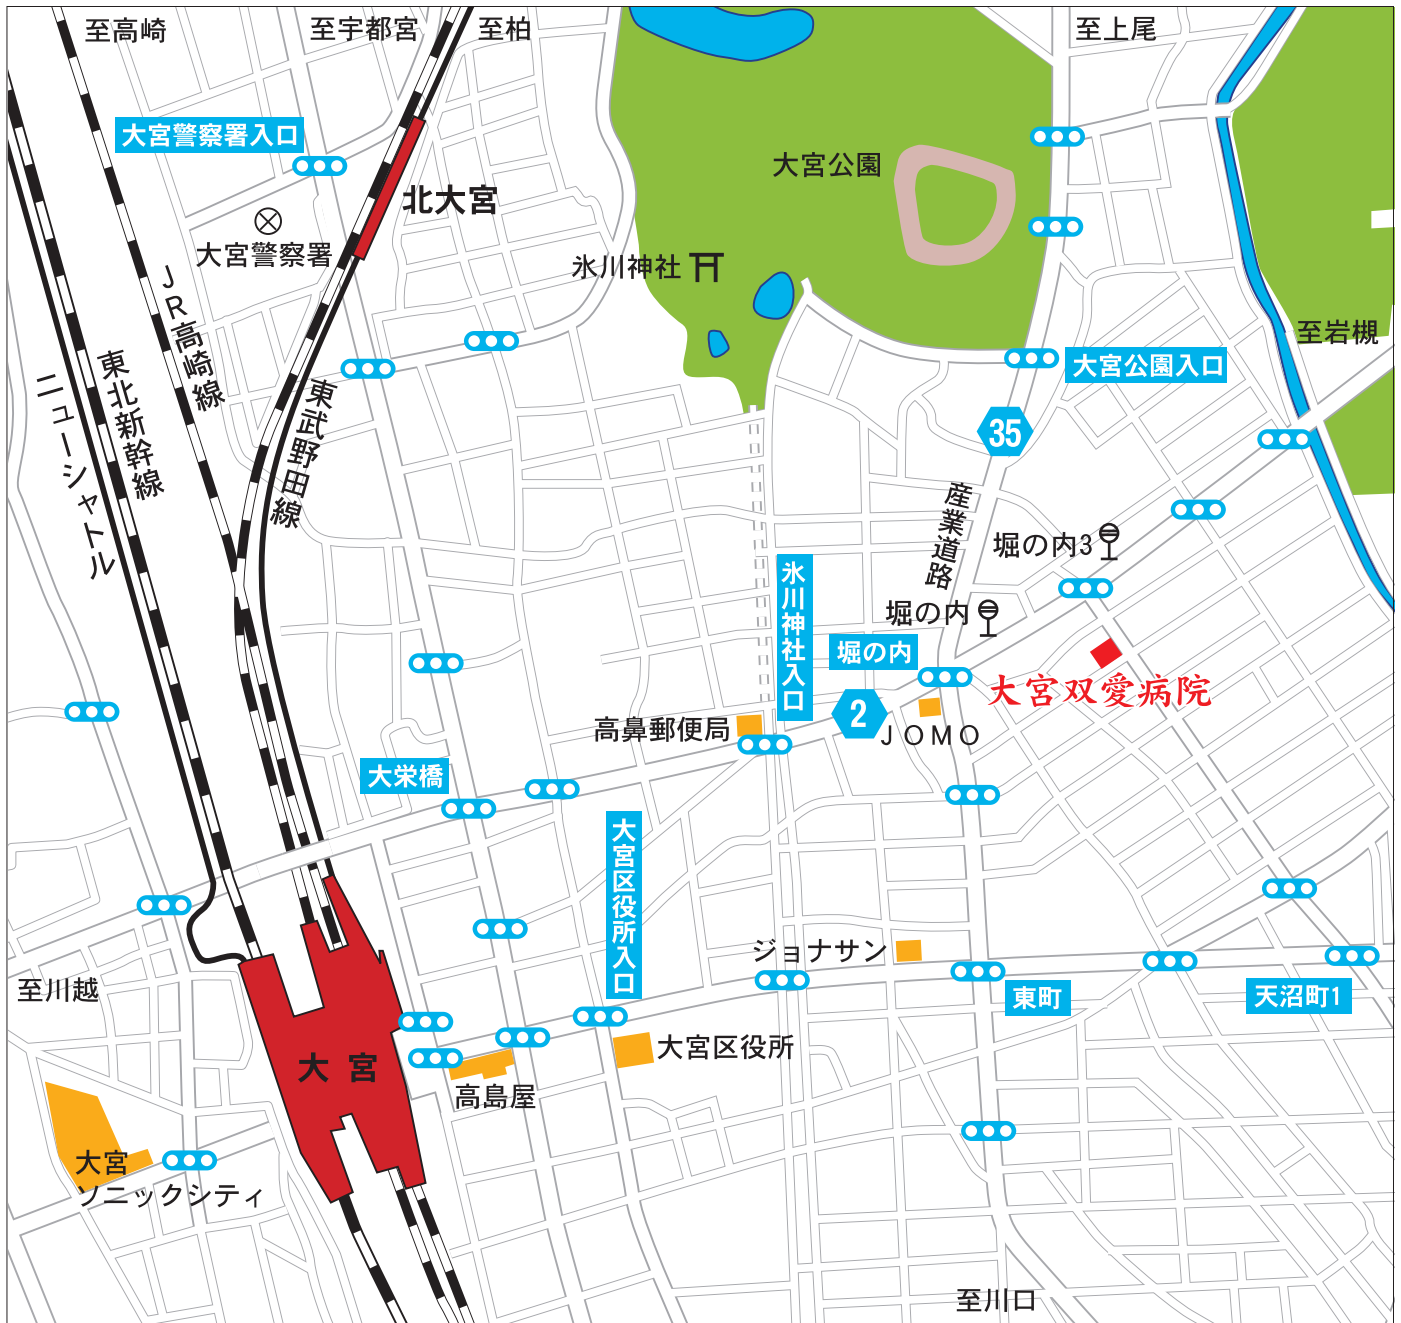 至高崎
至宇都宮
至柏
至上尾
大宮警察署入口
大宮公園
北大宮
大宮警察署
氷川神社
JR高崎線
至岩槻
東北新幹線
大宮公園入口
ニューシャトル
東武野田線
35
産業道路
堀の内3
氷川神社入口
堀の内
堀の内
大宮双愛病院
2
高鼻郵便局
JOMO
大栄橋
大宮区役所入口
ジョナサン
至川越
東町
天沼町1
大宮区役所
大 宮
高島屋
大宮
ソニックシティ
至川口